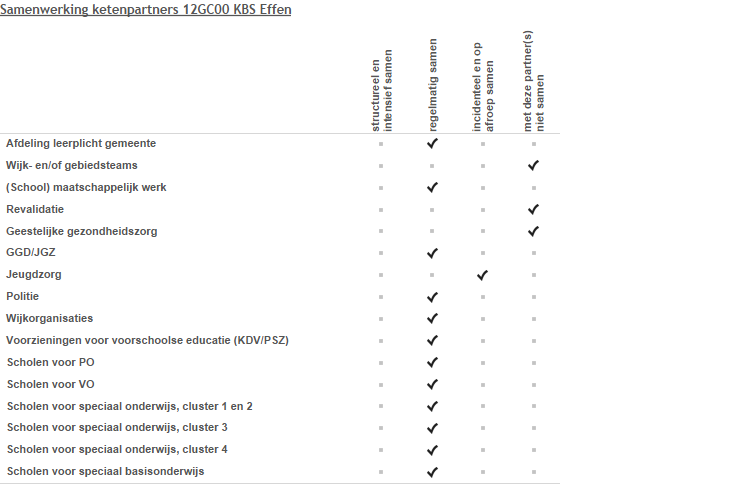 Samenwerking ketenpartners 12GC00 KBS Effen
structureel en
intensief samen
regelmatig samen
incidenteel en op
afroep samen
met deze partner(s)
niet samen
Afdeling leerplicht gemeente
Wijk- en/of gebiedsteams
(School) maatschappelijk werk
Revalidatie
Geestelijke gezondheidszorg
GGD/JGZ
Jeugdzorg
Politie
Wijkorganisaties
Voorzieningen voor voorschoolse educatie (KDV/PSZ)
Scholen voor PO
Scholen voor VO
Scholen voor speciaal onderwijs, cluster 1 en 2
Scholen voor speciaal onderwijs, cluster 3
Scholen voor speciaal onderwijs, cluster 4
Scholen voor speciaal basisonderwijs